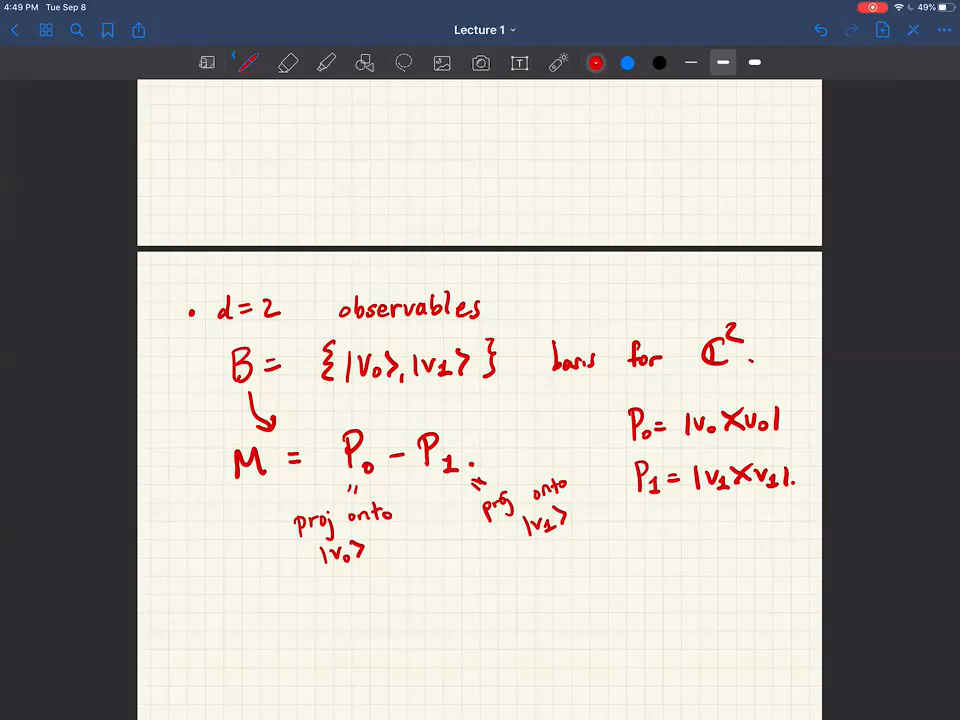 4:49 PM Tue Sep 8
49%
Lecture 1
T
• d = 2 observables
B = {|v₀⟩, |v₁⟩} basis for ℂ².
M = P₀ - P₁.
P₀ = |v₀⟩⟨v₀|
P₁ = |v₁⟩⟨v₁|.
"
proj onto
|v₀⟩
"
proj onto
|v₁⟩